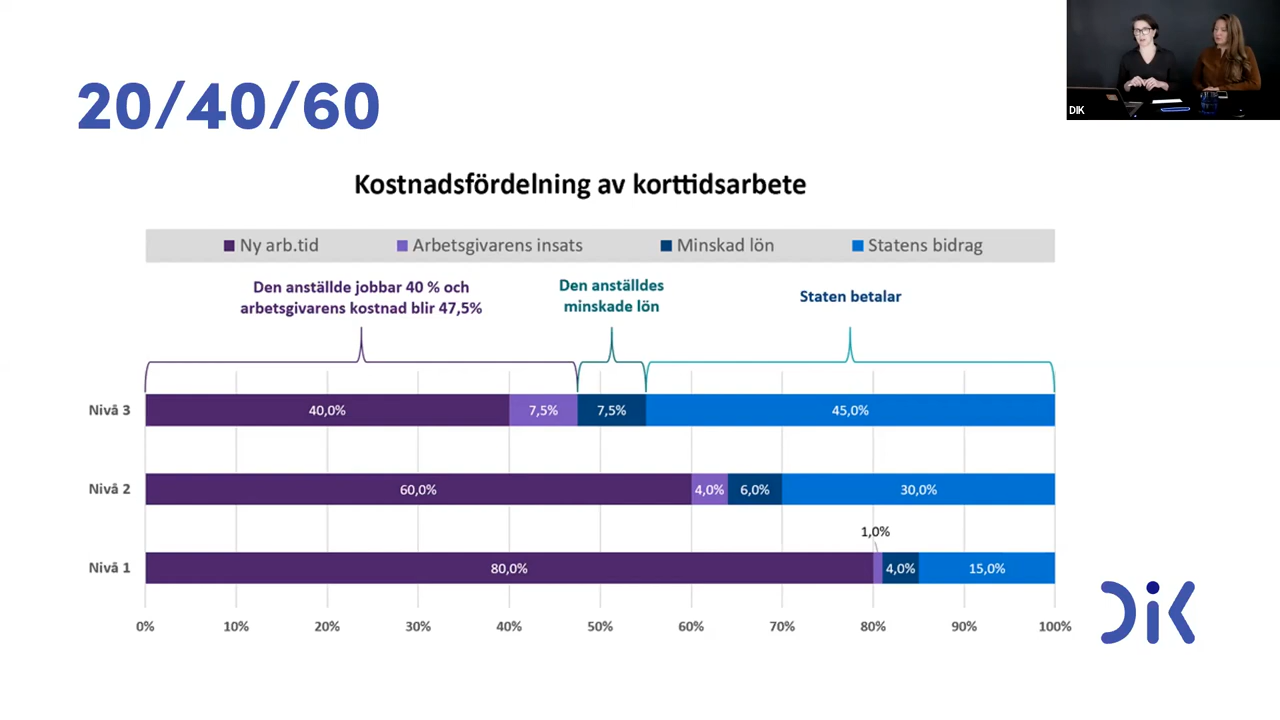 DIK
20/40/60
Kostnadsfördelning av korttidsarbete
Ny arb.tid Arbetsgivarens insats Minskad lön Statens bidrag
Den anställde jobbar 40 % och
arbetsgivarens kostnad blir 47,5%
Den anställdes
minskade lön
Staten betalar
Nivå 3 40,0% 7,5% 7,5% 45,0%
Nivå 2 60,0% 4,0% 6,0% 30,0%
1,0%
Nivå 1 80,0% 4,0% 15,0%
0% 10% 20% 30% 40% 50% 60% 70% 80% 90% 100%
DiK